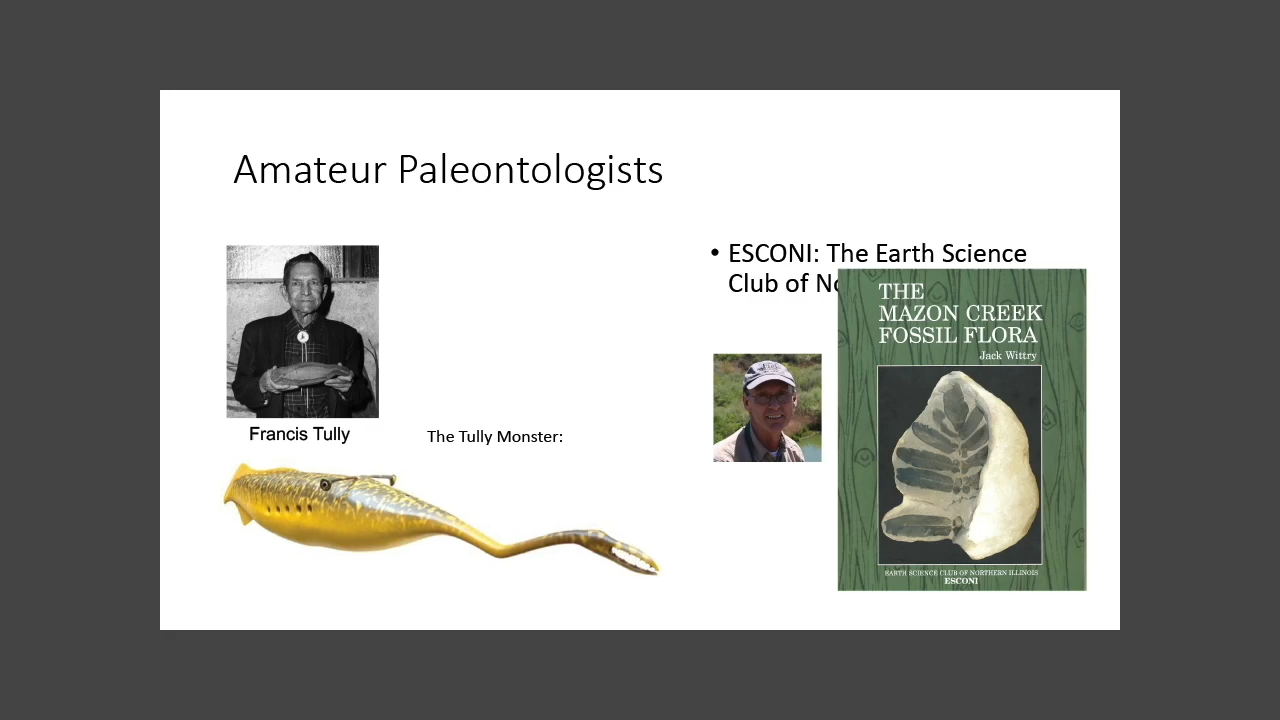 Amateur Paleontologists
• ESCONI: The Earth Science
Club of No
Francis Tully
The Tully Monster:
THE
MAZON CREEK
FOSSIL FLORA
Jack Wittry
EARTH SCIENCE CLUB OF NORTHERN ILLINOIS
ESCONI